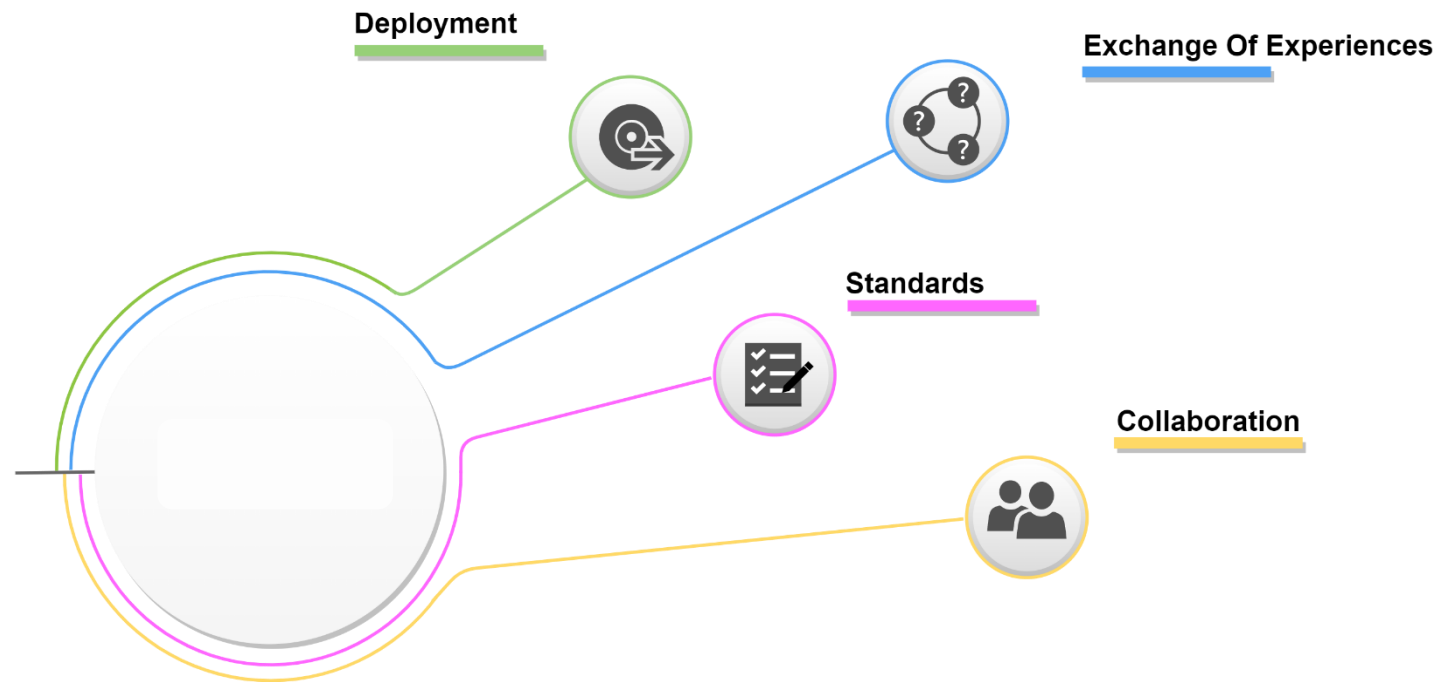 Deployment
Exchange Of Experiences
? 
?
?
Standards
Collaboration